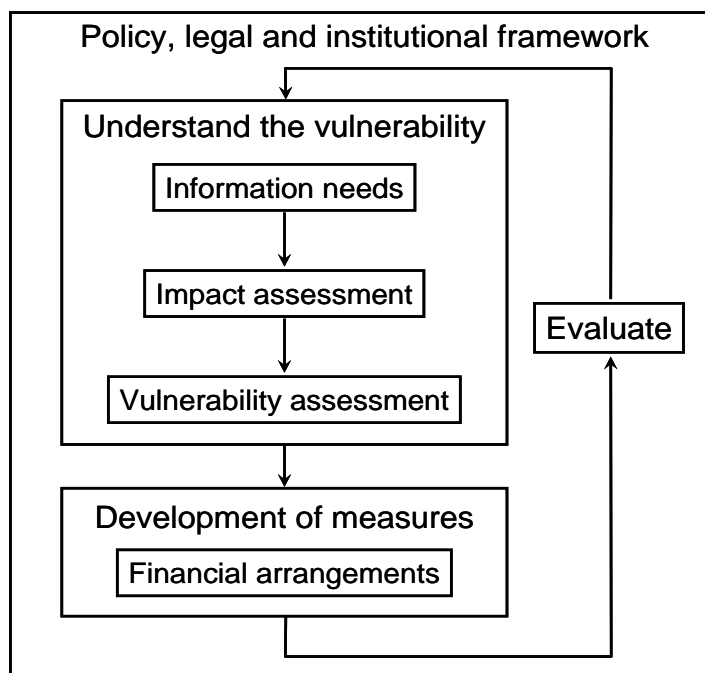 Policy, legal and institutional framework
Understand the vulnerability
Information needs
Impact assessment
Evaluate
Vulnerability assessment
Development of measures
Financial arrangements